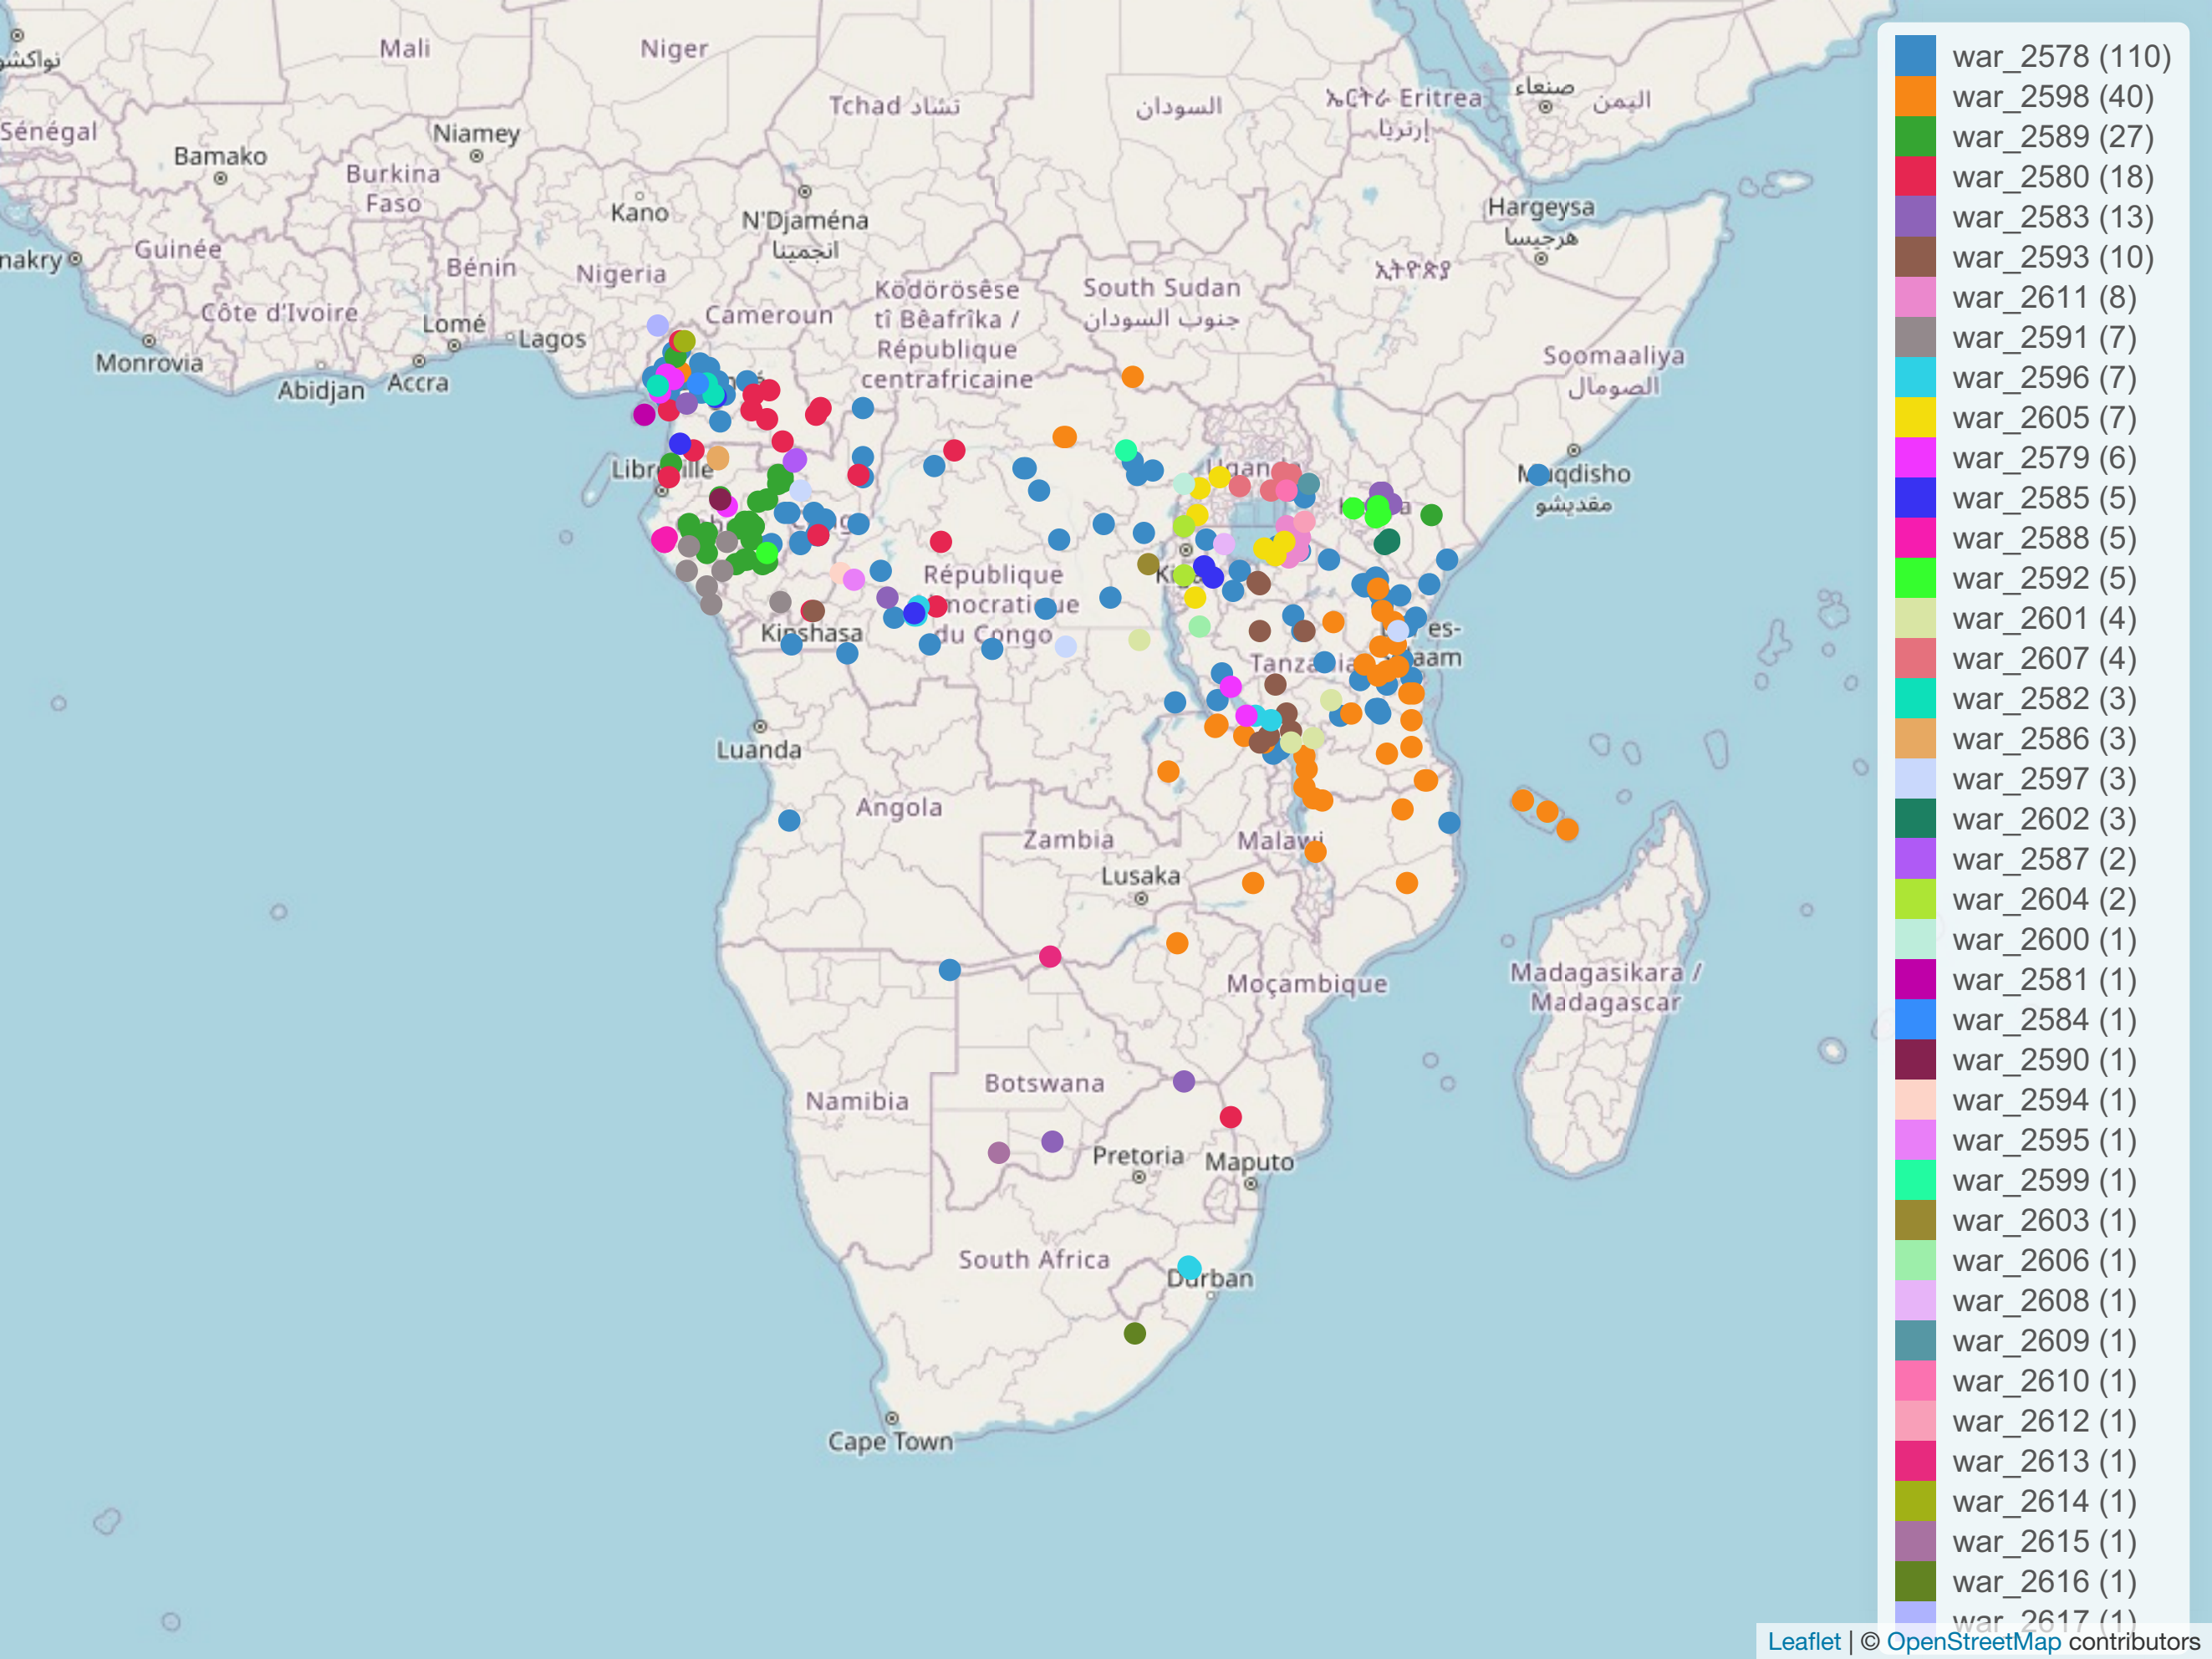 Mali
Niger
Tchad تشاد
السودان
ኤርትራ Eritrea
إرتريا
صنعاء
اليمن
نواكشو
Sénégal
Bamako
Niamey
Burkina
Faso
Kano
N'Djaména
انجمينا
Hargeysa
هرجيسا
nakry
Guinée
Bénin
Nigeria
Ködörösêse
tî Bêafrîka /
République
centrafricaine
South Sudan
جنوب السودان
ኢትዮጵያ
Côte d'Ivoire
Lomé
Lagos
Cameroun
Monrovia
Abidjan
Accra
Soomaaliya
الصومال
Muqdisho
مقديشو
République
du Congo
Kinshasa
Tanzania
Luanda
Angola
Zambia
Malawi
Lusaka
Moçambique
Madagasikara /
Madagascar
Namibia
Botswana
Pretoria
Maputo
South Africa
Durban
Cape Town
war_2578 (110)
war_2598 (40)
war_2589 (27)
war_2580 (18)
war_2583 (13)
war_2593 (10)
war_2611 (8)
war_2591 (7)
war_2596 (7)
war_2605 (7)
war_2579 (6)
war_2585 (5)
war_2588 (5)
war_2592 (5)
war_2601 (4)
war_2607 (4)
war_2582 (3)
war_2586 (3)
war_2597 (3)
war_2602 (3)
war_2587 (2)
war_2604 (2)
war_2600 (1)
war_2581 (1)
war_2584 (1)
war_2590 (1)
war_2594 (1)
war_2595 (1)
war_2599 (1)
war_2603 (1)
war_2606 (1)
war_2608 (1)
war_2609 (1)
war_2610 (1)
war_2612 (1)
war_2613 (1)
war_2614 (1)
war_2615 (1)
war_2616 (1)
war_2617 (1)
Leaflet | © OpenStreetMap contributors